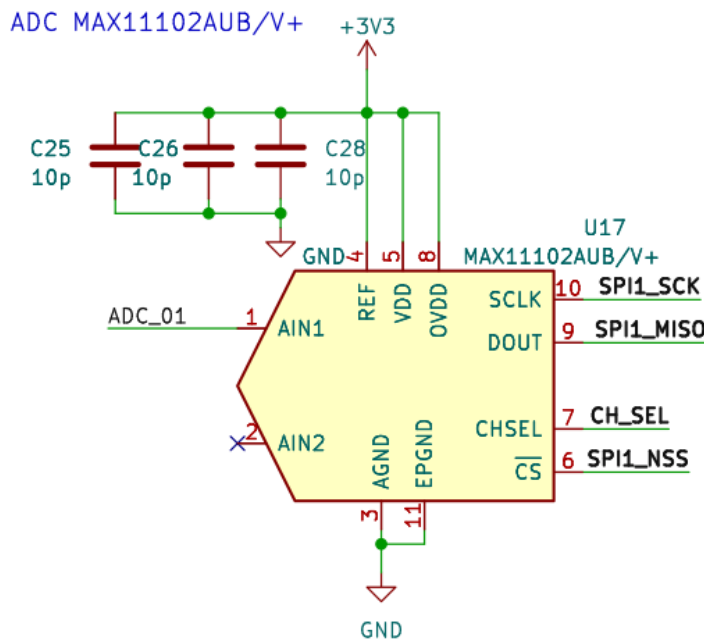 ADC MAX11102AUB/V+
+3V3
C25 C26 C28
10p 10p 10p
U17
GND 4 5 8 MAX11102AUB/V+
REF VDD OVDD SCLK 10 SPI1_SCK
ADC_01 1 AIN1 DOUT 9 SPI1_MISO
2 AIN2 CHSEL 7 CH_SEL
AGND EPGND CS 6 SPI1_NSS
3 11
GND